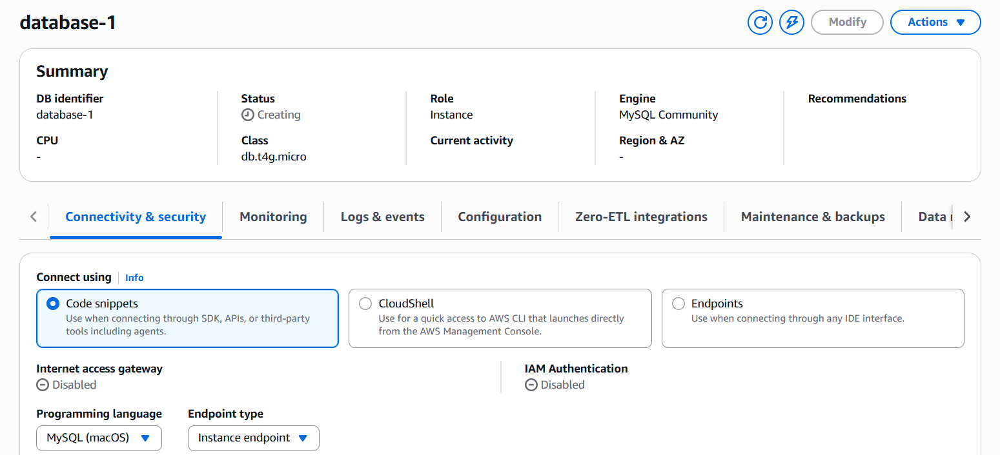 database-1
Modify
Actions
Summary
DB identifier
database-1
Status
Creating
Role
Instance
Engine
MySQL Community
Recommendations
CPU
-
Class
db.t4g.micro
Current activity
Region & AZ
-
Connectivity & security
Monitoring
Logs & events
Configuration
Zero-ETL integrations
Maintenance & backups
Data
Connect using
Info
Code snippets
Use when connecting through SDK, APIs, or third-party
tools including agents.
CloudShell
Use for a quick access to AWS CLI that launches directly
from the AWS Management Console.
Endpoints
Use when connecting through any IDE interface.
Internet access gateway
Disabled
IAM Authentication
Disabled
Programming language
MySQL (macOS)
Endpoint type
Instance endpoint